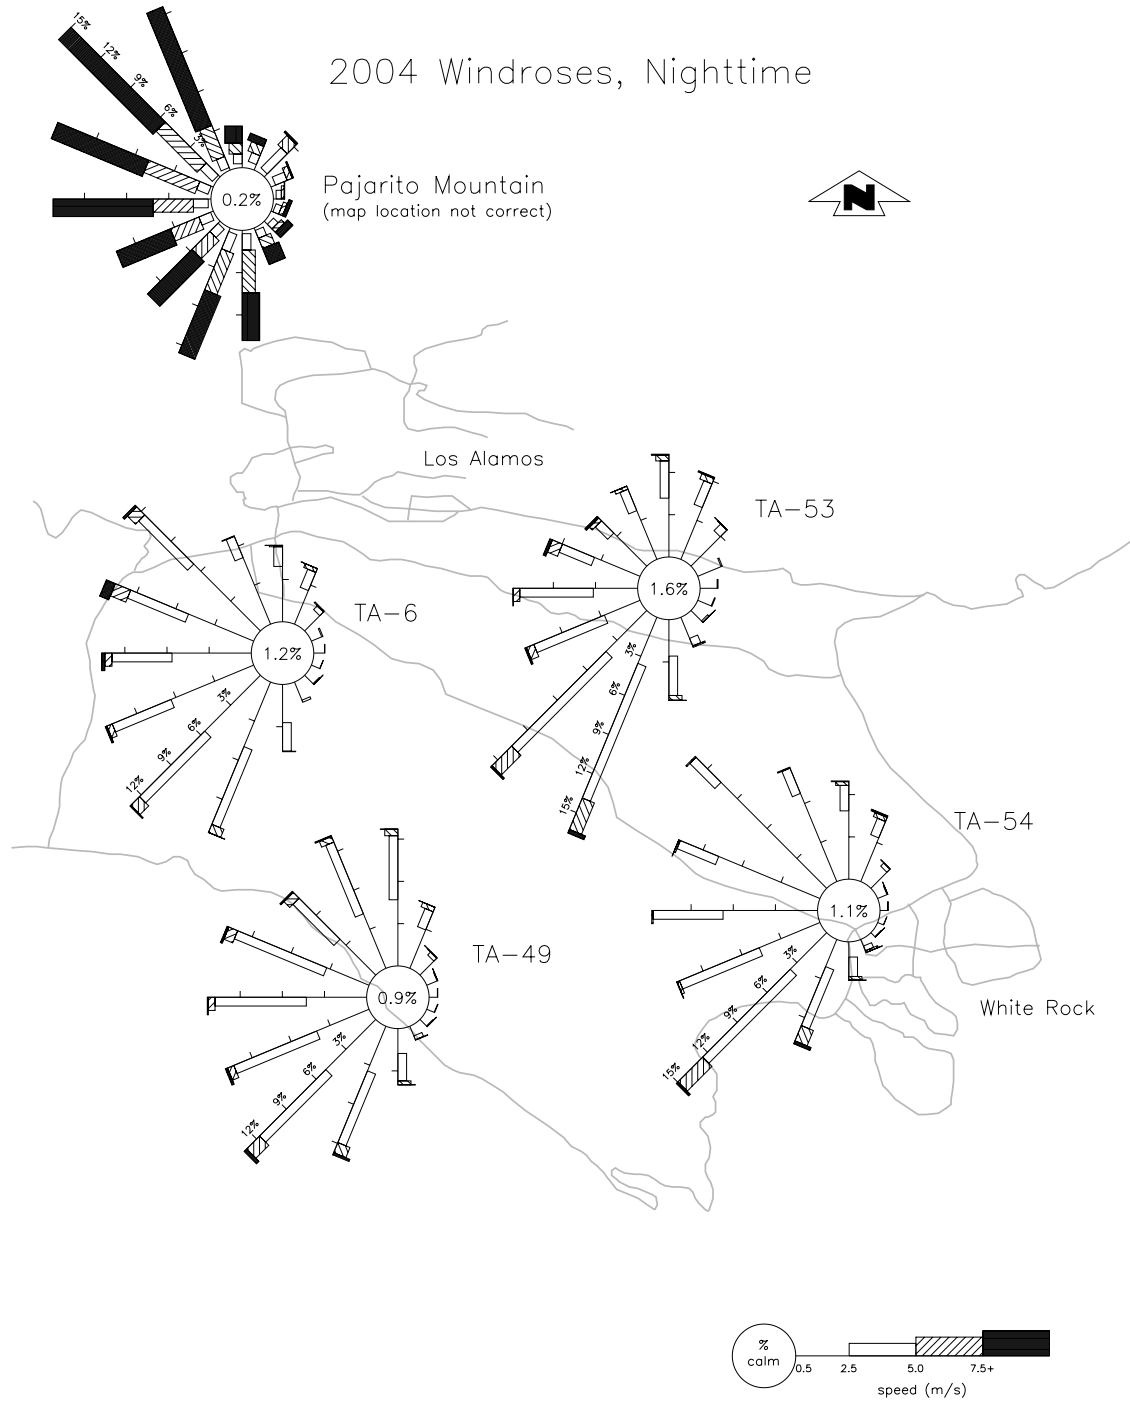 2004 Windroses, Nighttime
15%
12%
9%
6%
3%
0.2%
Pajarito Mountain
(map location not correct)
N
Los Alamos
TA-53
1.6%
3%
6%
9%
12%
15%
TA-6
1.2%
3%
6%
9%
12%
TA-54
1.1%
3%
6%
9%
12%
15%
TA-49
0.9%
3%
6%
9%
12%
White Rock
%
calm
0.5 2.5 5.0 7.5+
speed (m/s)